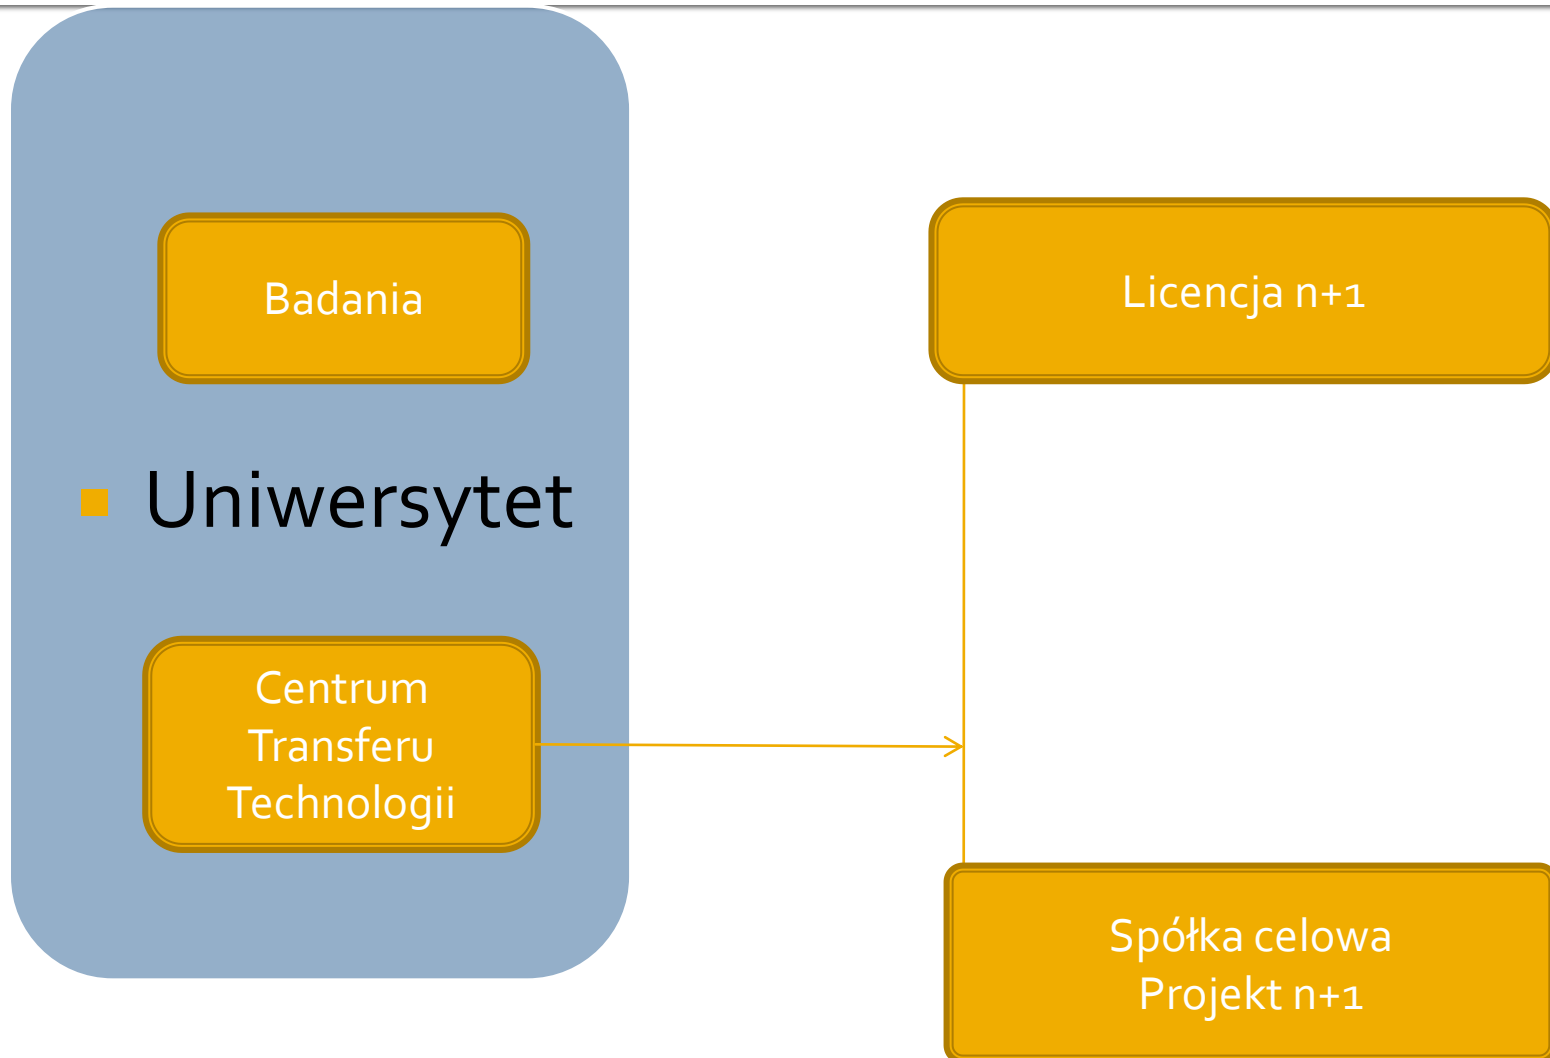 Badania
Licencja n+1
Uniwersytet
Centrum
Transferu
Technologii
Spółka celowa
Projekt n+1